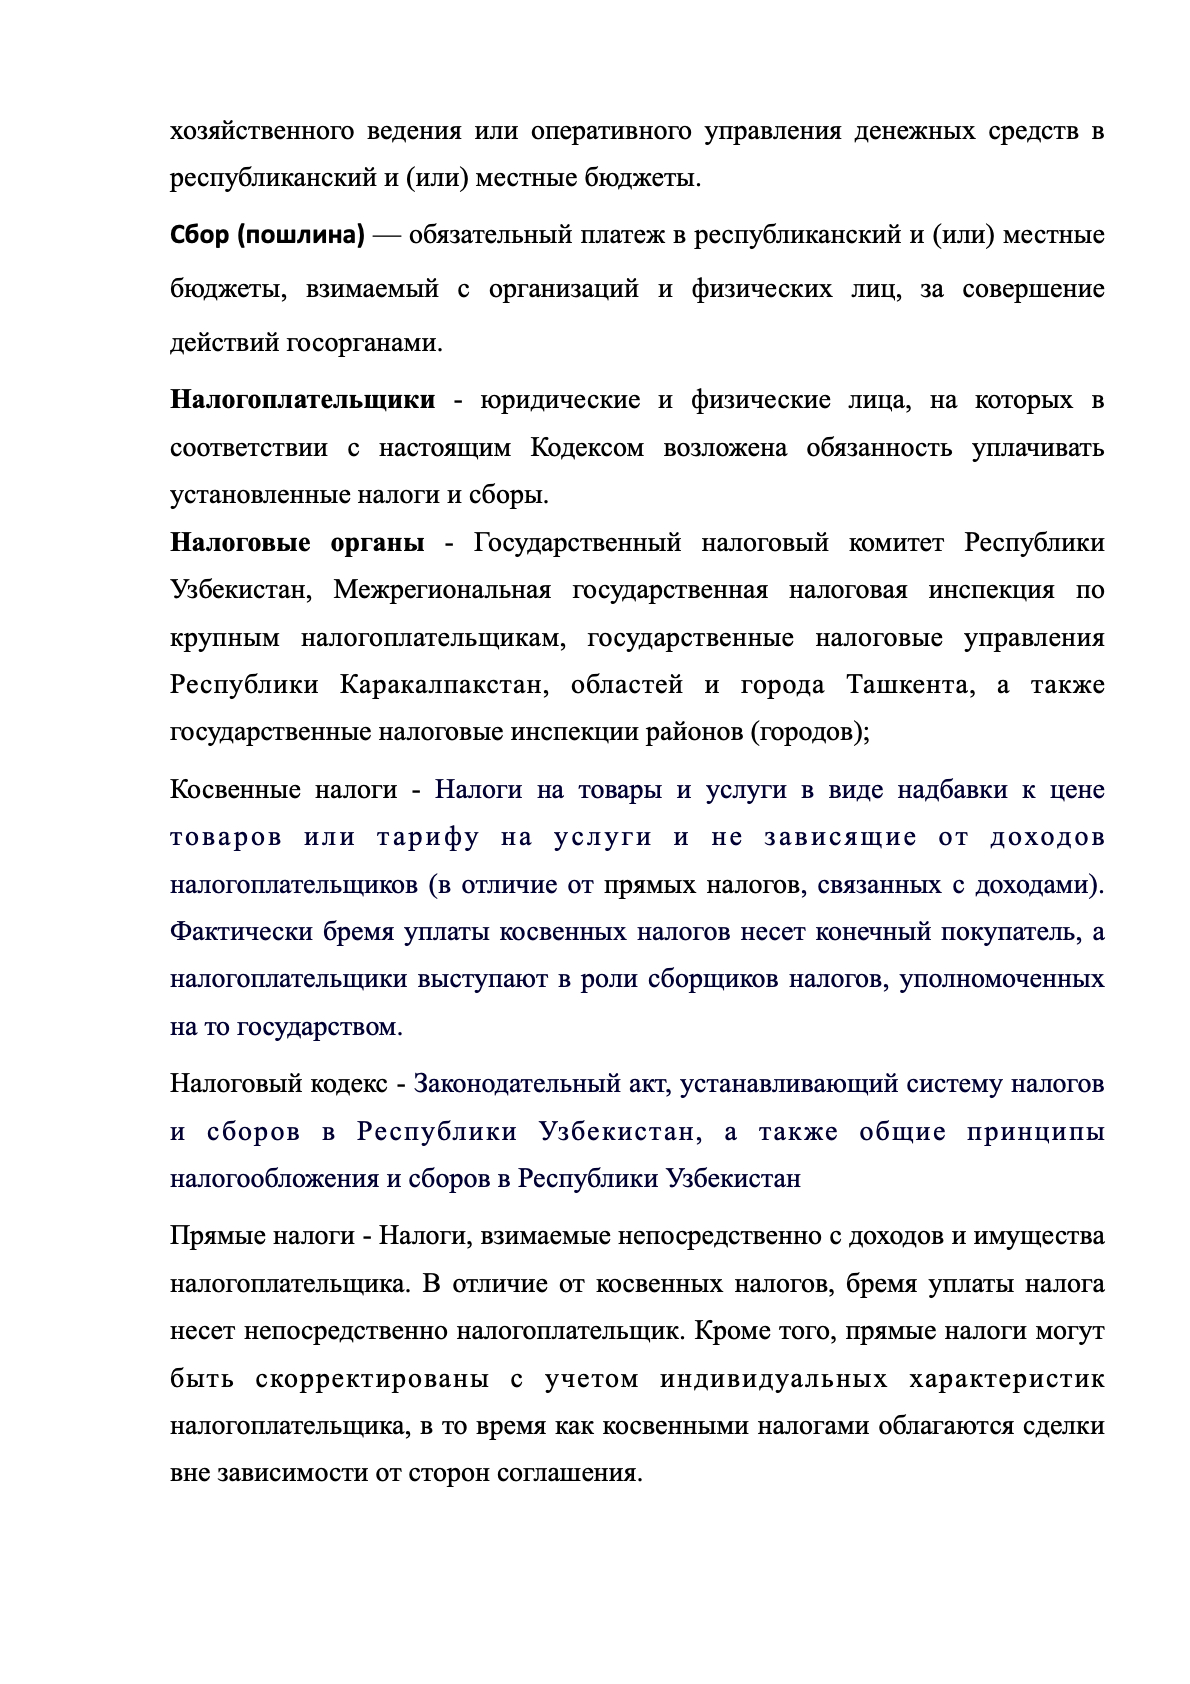 хозяйственного ведения или оперативного управления денежных средств в
республиканский и (или) местные бюджеты.
Сбор (пошлина) — обязательный платеж в республиканский и (или) местные
бюджеты, взимаемый с организаций и физических лиц, за совершение
действий госорганами.
Налогоплательщики - юридические и физические лица, на которых в
соответствии с настоящим Кодексом возложена обязанность уплачивать
установленные налоги и сборы.
Налоговые органы - Государственный налоговый комитет Республики
Узбекистан, Межрегиональная государственная налоговая инспекция по
крупным налогоплательщикам, государственные налоговые управления
Республики Каракалпакстан, областей и города Ташкента, а также
государственные налоговые инспекции районов (городов);
Косвенные налоги - Налоги на товары и услуги в виде надбавки к цене
товаров или тарифу на услуги и не зависящие от доходов
налогоплательщиков (в отличие от прямых налогов, связанных с доходами).
Фактически бремя уплаты косвенных налогов несет конечный покупатель, а
налогоплательщики выступают в роли сборщиков налогов, уполномоченных
на то государством.
Налоговый кодекс - Законодательный акт, устанавливающий систему налогов
и сборов в Республики Узбекистан, а также общие принципы
налогообложения и сборов в Республики Узбекистан
Прямые налоги - Налоги, взимаемые непосредственно с доходов и имущества
налогоплательщика. В отличие от косвенных налогов, бремя уплаты налога
несет непосредственно налогоплательщик. Кроме того, прямые налоги могут
быть скорректированы с учетом индивидуальных характеристик
налогоплательщика, в то время как косвенными налогами облагаются сделки
вне зависимости от сторон соглашения.